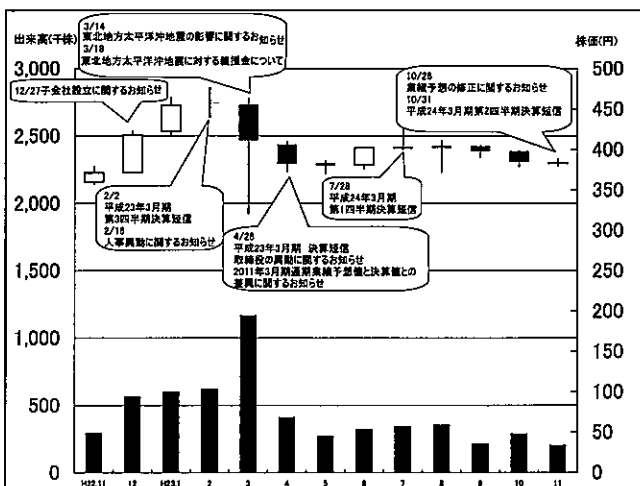 出来高(千株)
株価(円)
3/14
東北地方太平洋沖地震の影響に関するお知らせ
3/18
東北地方太平洋沖地震に対する義援金について
12/27子会社設立に関するお知らせ
10/26
業績予想の修正に関するお知らせ
10/31
平成24年3月期第2四半期決算短信
2/2
平成23年3月期
第3四半期決算短信
2/16
人事異動に関するお知らせ
7/28
平成24年3月期
第1四半期決算短信
4/26
平成23年3月期 決算短信
取締役の異動に関するお知らせ
2011年3月期通期業績予想値と決算値との
差異に関するお知らせ
3,000
2,500
2,000
1,500
1,000
500
0
500
450
400
350
300
250
200
150
100
50
0
H22.11 12 H23.1 2 3 4 5 6 7 8 9 10 11